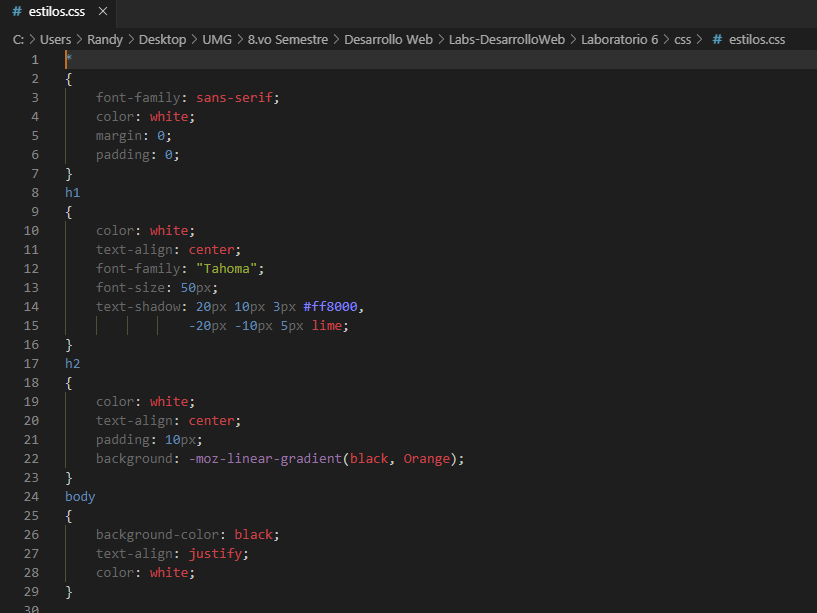 # estilos.css ×
C: > Users > Randy > Desktop > UMG > 8.vo Semestre > Desarrollo Web > Labs-DesarrolloWeb > Laboratorio 6 > css > # estilos.css
1 *
2 {
3 font-family: sans-serif;
4 color: white;
5 margin: 0;
6 padding: 0;
7 }
8 h1
9 {
10 color: white;
11 text-align: center;
12 font-family: "Tahoma";
13 font-size: 50px;
14 text-shadow: 20px 10px 3px #ff8000,
15 -20px -10px 5px lime;
16 }
17 h2
18 {
19 color: white;
20 text-align: center;
21 padding: 10px;
22 background: -moz-linear-gradient(black, Orange);
23 }
24 body
25 {
26 background-color: black;
27 text-align: justify;
28 color: white;
29 }
30